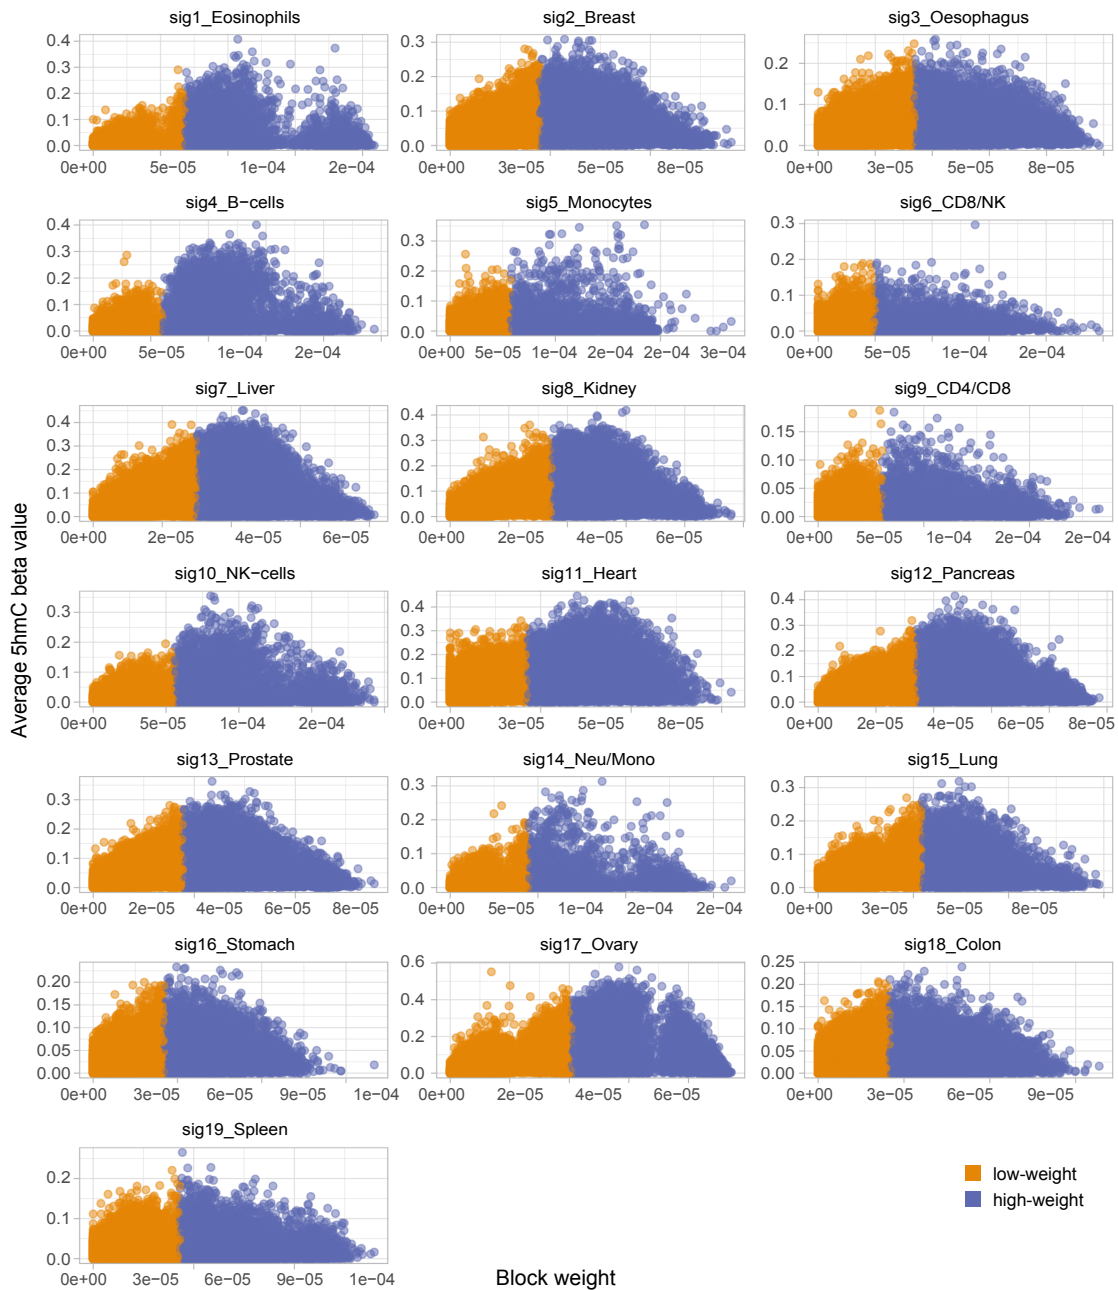 sig1_Eosinophils
sig2_Breast
sig3_Oesophagus
0.4
0.3
0.2
0.1
0.0
0.3
0.2
0.1
0.0
0.2
0.1
0.0
0e+00 5e−05 1e−04 2e−04
0e+00 3e−05 5e−05 8e−05
0e+00 3e−05 5e−05 8e−05
sig4_B−cells
sig5_Monocytes
sig6_CD8/NK
0.4
0.3
0.2
0.1
0.0
0.3
0.2
0.1
0.0
0.3
0.2
0.1
0.0
0e+00 5e−05 1e−04 2e−04
0e+00 5e−05 1e−04 2e−04 2e−04 3e−04
0e+00 5e−05 1e−04 2e−04
sig7_Liver
sig8_Kidney
sig9_CD4/CD8
0.4
0.3
0.2
0.1
0.0
0.4
0.3
0.2
0.1
0.0
0.15
0.10
0.05
0.00
0e+00 2e−05 4e−05 6e−05
0e+00 2e−05 4e−05 6e−05
0e+00 5e−05 1e−04 2e−04 2e−04
Average 5hmC beta value
sig10_NK−cells
sig11_Heart
sig12_Pancreas
0.3
0.2
0.1
0.0
0.4
0.3
0.2
0.1
0.0
0.4
0.3
0.2
0.1
0.0
0e+00 5e−05 1e−04 2e−04
0e+00 3e−05 5e−05 8e−05
0e+00 2e−05 4e−05 6e−05 8e−05
sig13_Prostate
sig14_Neu/Mono
sig15_Lung
0.3
0.2
0.1
0.0
0.3
0.2
0.1
0.0
0.3
0.2
0.1
0.0
0e+00 2e−05 4e−05 6e−05 8e−05
0e+00 5e−05 1e−04 2e−04 2e−04
0e+00 3e−05 5e−05 8e−05
sig16_Stomach
sig17_Ovary
sig18_Colon
0.20
0.15
0.10
0.05
0.00
0.6
0.4
0.2
0.0
0.25
0.20
0.15
0.10
0.05
0.00
0e+00 3e−05 6e−05 9e−05 1e−04
0e+00 2e−05 4e−05 6e−05
0e+00 3e−05 6e−05 9e−05
sig19_Spleen
0.2
0.1
0.0
0e+00 3e−05 6e−05 9e−05 1e−04
low-weight
high-weight
Block weight